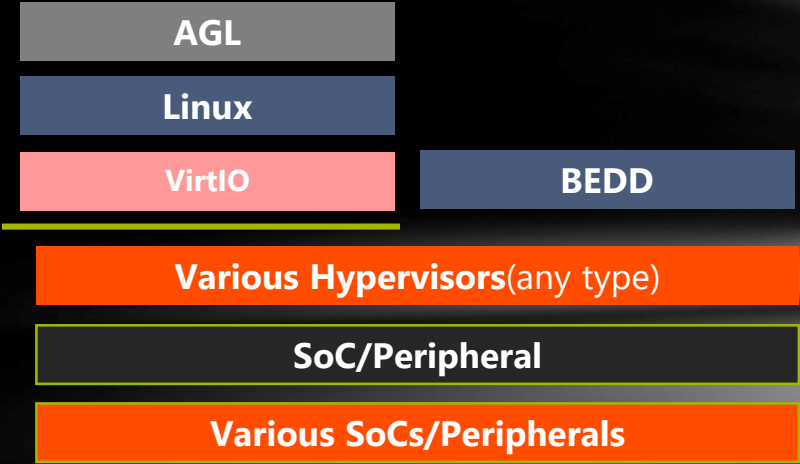 AGL
Linux
VirtIO
BEDD
Various Hypervisors(any type)
SoC/Peripheral
Various SoCs/Peripherals